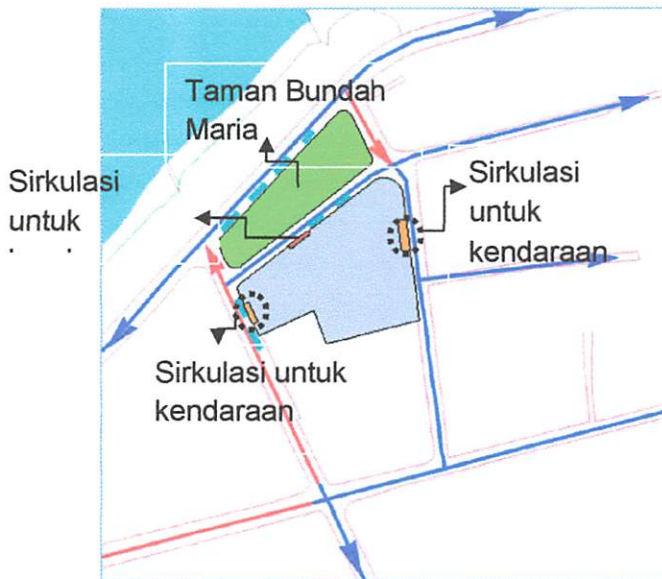 Taman Bundah
Maria
Sirkulasi
untuk
Sirkulasi
untuk
kendaraan
Sirkulasi untuk
kendaraan